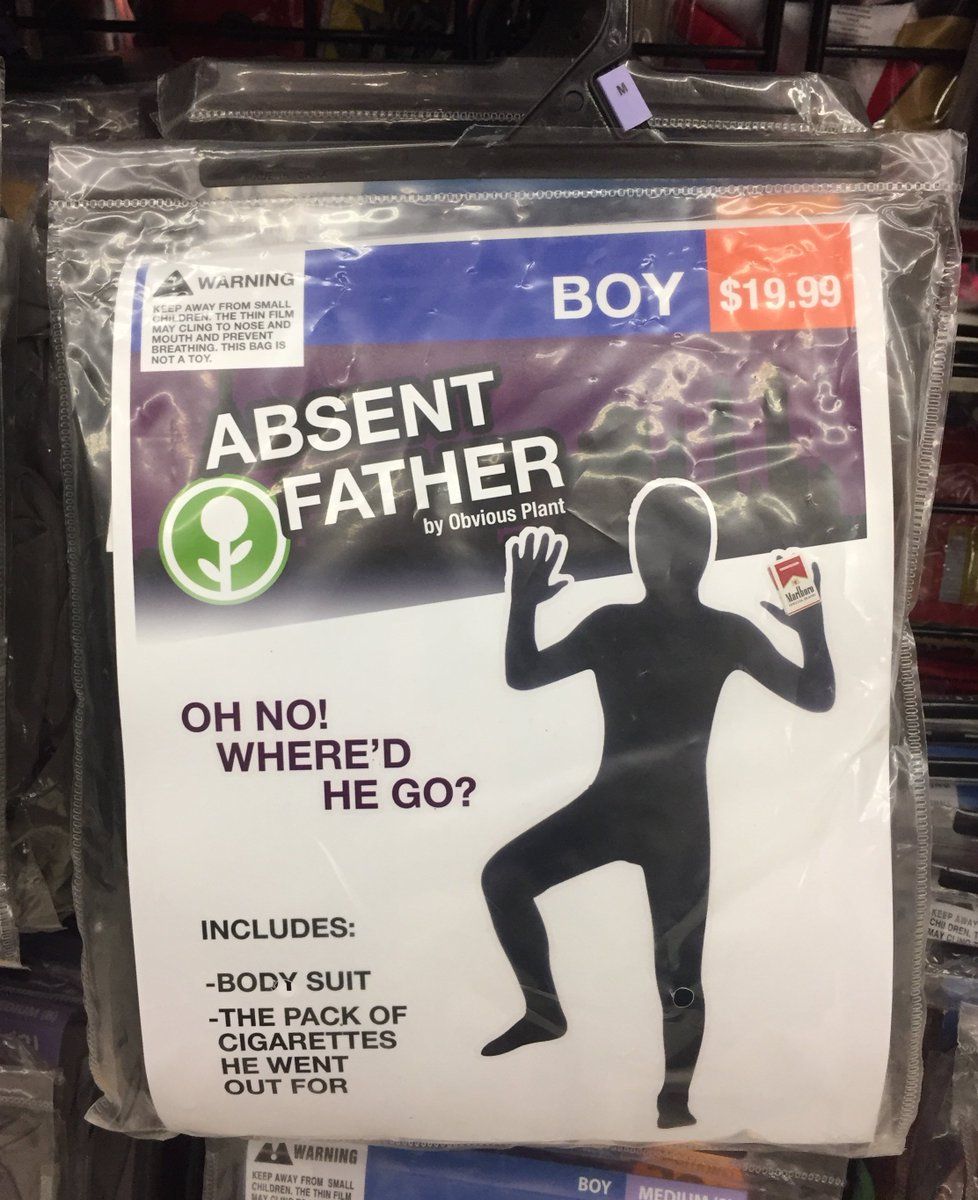 M
WARNING
KEEP AWAY FROM SMALL
CHILDREN. THE THIN FILM
MAY CLING TO NOSE AND
MOUTH AND PREVENT
BREATHING. THIS BAG IS
NOT A TOY.
BOY
$19.99
ABSENT
FATHER
by Obvious Plant
Marlboro
OH NO!
WHERE'D
HE GO?
INCLUDES:
-BODY SUIT
-THE PACK OF
CIGARETTES
HE WENT
OUT FOR
KEEP AWAY
WARNING
KEEP AWAY FROM SMALL
CHILDREN. THE THIN FILM
BOY
MEDIUM